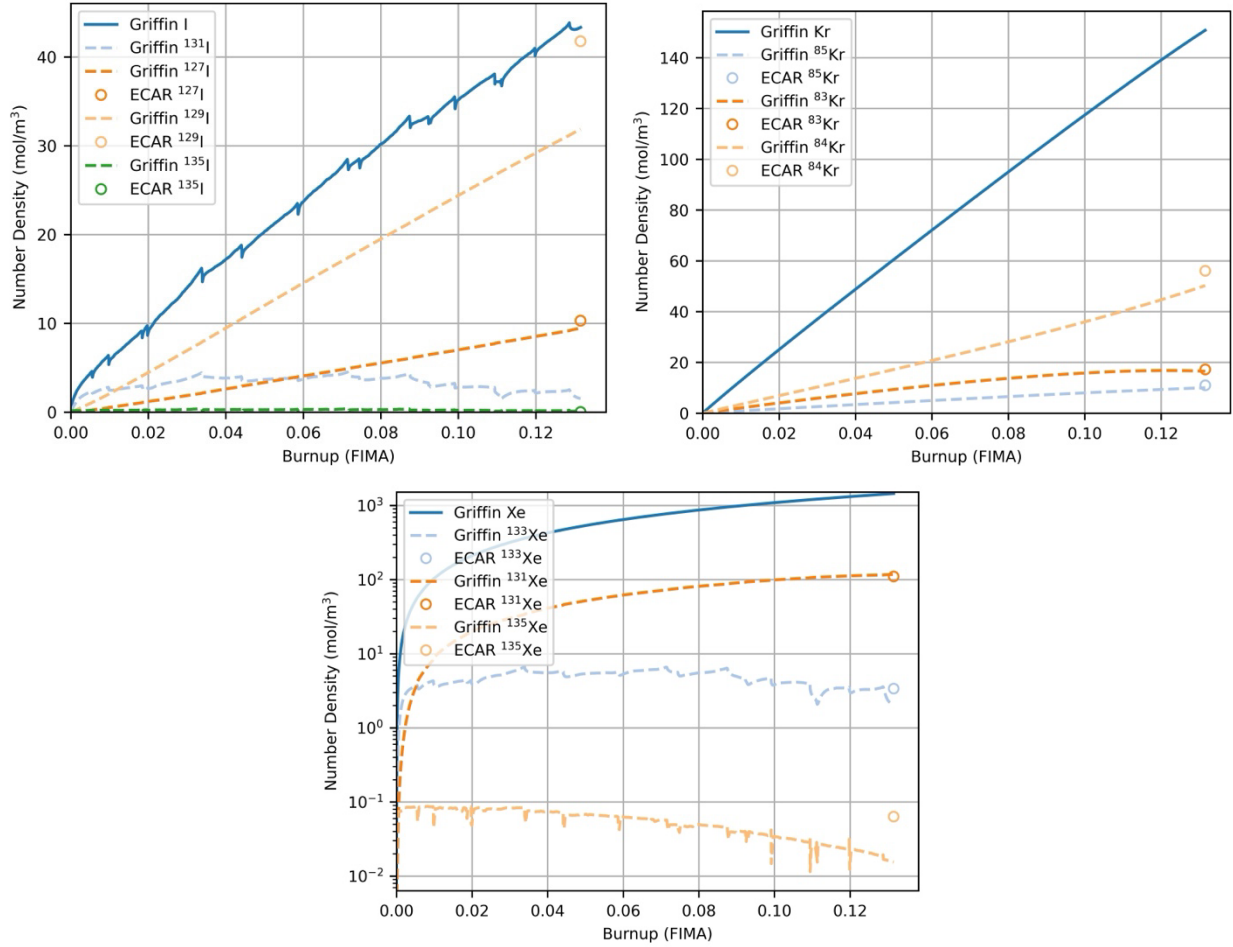 Griffin I
Griffin ¹³¹I
Griffin ¹²⁷I
ECAR ¹²⁷I
Griffin ¹²⁹I
ECAR ¹²⁹I
Griffin ¹³⁵I
ECAR ¹³⁵I
40
30
20
10
0
Number Density (mol/m³)
0.00 0.02 0.04 0.06 0.08 0.10 0.12
Burnup (FIMA)
Griffin Kr
Griffin ⁸⁵Kr
ECAR ⁸⁵Kr
Griffin ⁸³Kr
ECAR ⁸³Kr
Griffin ⁸⁴Kr
ECAR ⁸⁴Kr
140
120
100
80
60
40
20
0
Number Density (mol/m³)
0.00 0.02 0.04 0.06 0.08 0.10 0.12
Burnup (FIMA)
Griffin Xe
Griffin ¹³³Xe
ECAR ¹³³Xe
Griffin ¹³¹Xe
ECAR ¹³¹Xe
Griffin ¹³⁵Xe
ECAR ¹³⁵Xe
10³
10²
10¹
10⁰
10⁻¹
10⁻²
Number Density (mol/m³)
0.00 0.02 0.04 0.06 0.08 0.10 0.12
Burnup (FIMA)